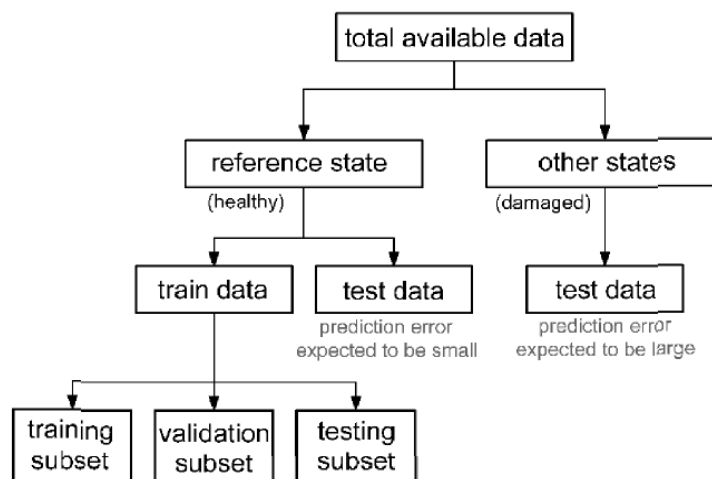 total available data
reference state
other states
(healthy)
(damaged)
train data
test data
test data
prediction error
expected to be small
prediction error
expected to be large
training
subset
validation
subset
testing
subset